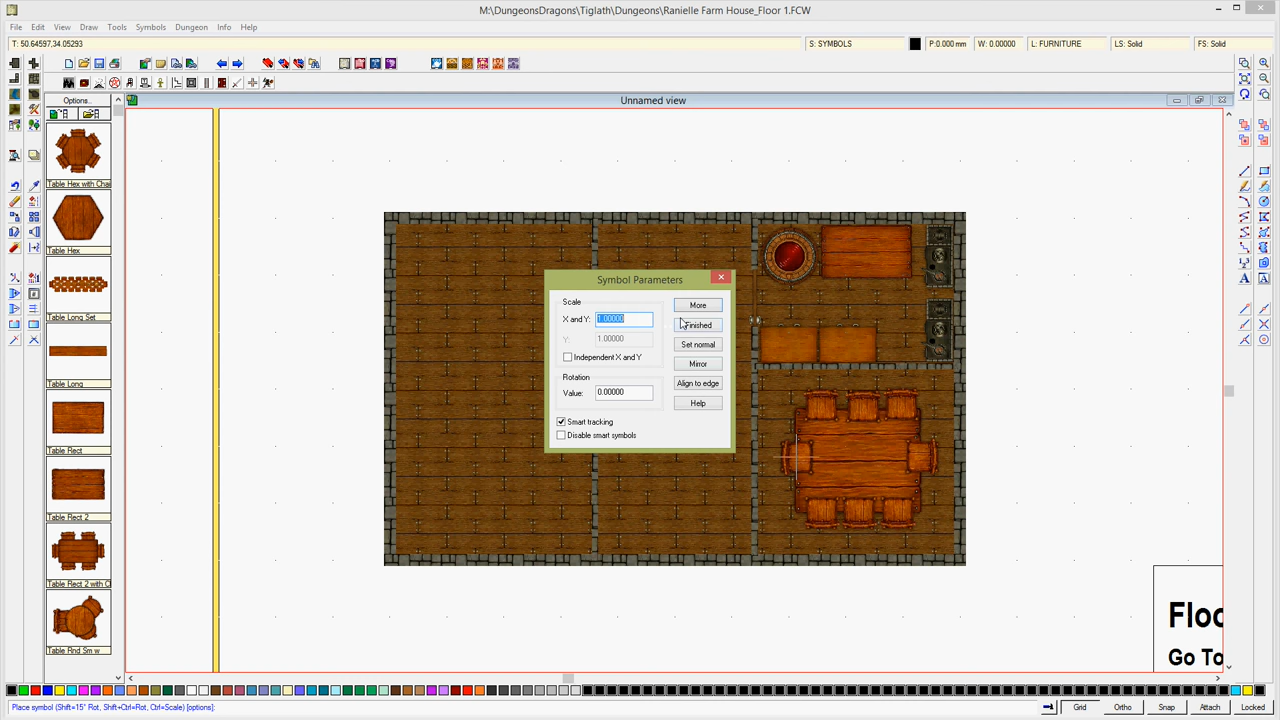 M:\DungeonsDragons\Tiglath\Dungeons\Ranielle Farm House_Floor 1.FCW
File Edit View Draw Tools Symbols Dungeon Info Help
T: 50.64597,34.05293 S: SYMBOLS P:0.000 mm W: 0.00000 L: FURNITURE LS: Solid FS: Solid
Options..
Unnamed view
Table Hex with Chai
Table Hex
Table Long Set
Table Long
Table Rect
Table Rect 2
Table Rect 2 with C
Table Rnd Sm w
Symbol Parameters
Scale
X and Y: 1.00000
Y: 1.00000
Independent X and Y
Rotation
Value: 0.00000
Smart tracking
Disable smart symbols
More
Finished
Set normal
Mirror
Align to edge
Help
Floo
Go To
Place symbol (Shift=15° Rot, Shift+Ctrl=Rot, Ctrl=Scale) [options]:
Grid Ortho Snap Attach Locked